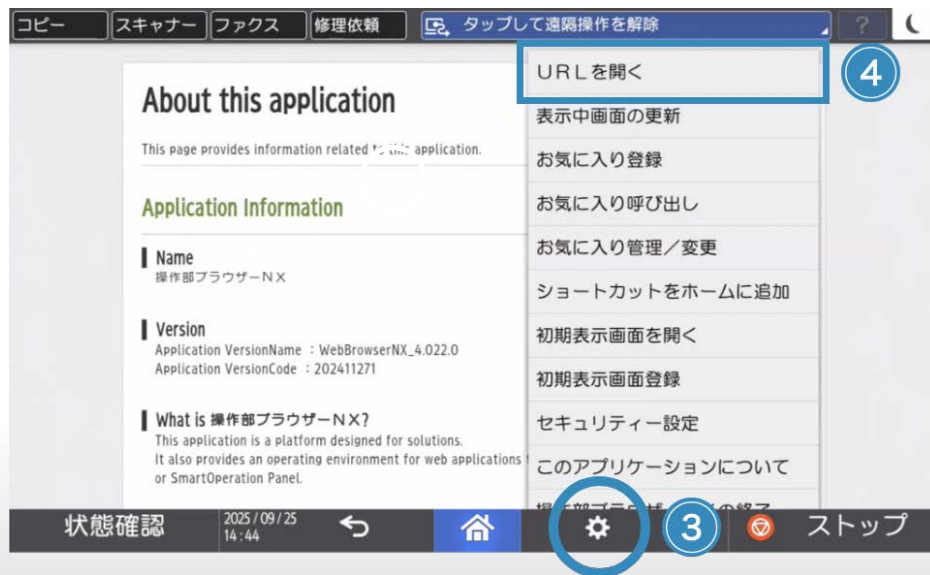 コピー
スキャナー
ファクス
修理依頼
タップして遠隔操作を解除
?
About this application
This page provides information related to this application.
Application Information
Name
操作部ブラウザーNX
Version
Application VersionName : WebBrowserNX_4.022.0
Application VersionCode : 202411271
What is 操作部ブラウザーNX?
This application is a platform designed for solutions.
It also provides an operating environment for web applications
or SmartOperation Panel.
URLを開く
④
表示中画面の更新
お気に入り登録
お気に入り呼び出し
お気に入り管理/変更
ショートカットをホームに追加
初期表示画面を開く
初期表示画面登録
セキュリティー設定
このアプリケーションについて
状態確認
2025/09/25
14:44
③
ストップ